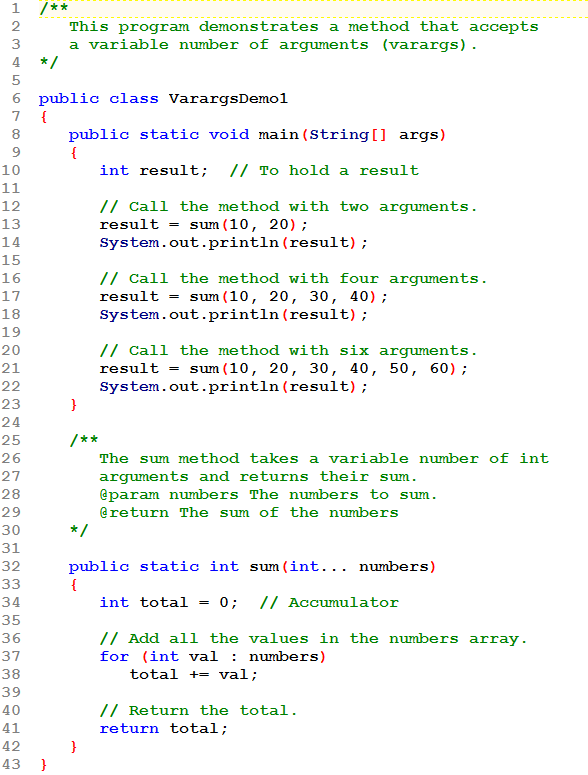 1 /**
2    This program demonstrates a method that accepts
3    a variable number of arguments (varargs).
4 */
5
6 public class VarargsDemo1
7 {
8    public static void main(String[] args)
9    {
10       int result;  // To hold a result
11
12       // Call the method with two arguments.
13       result = sum(10, 20);
14       System.out.println(result);
15
16       // Call the method with four arguments.
17       result = sum(10, 20, 30, 40);
18       System.out.println(result);
19
20       // Call the method with six arguments.
21       result = sum(10, 20, 30, 40, 50, 60);
22       System.out.println(result);
23    }
24
25    /**
26       The sum method takes a variable number of int
27       arguments and returns their sum.
28       @param numbers The numbers to sum.
29       @return The sum of the numbers
30    */
31
32    public static int sum(int... numbers)
33    {
34       int total = 0;  // Accumulator
35
36       // Add all the values in the numbers array.
37       for (int val : numbers)
38          total += val;
39
40       // Return the total.
41       return total;
42    }
43 }